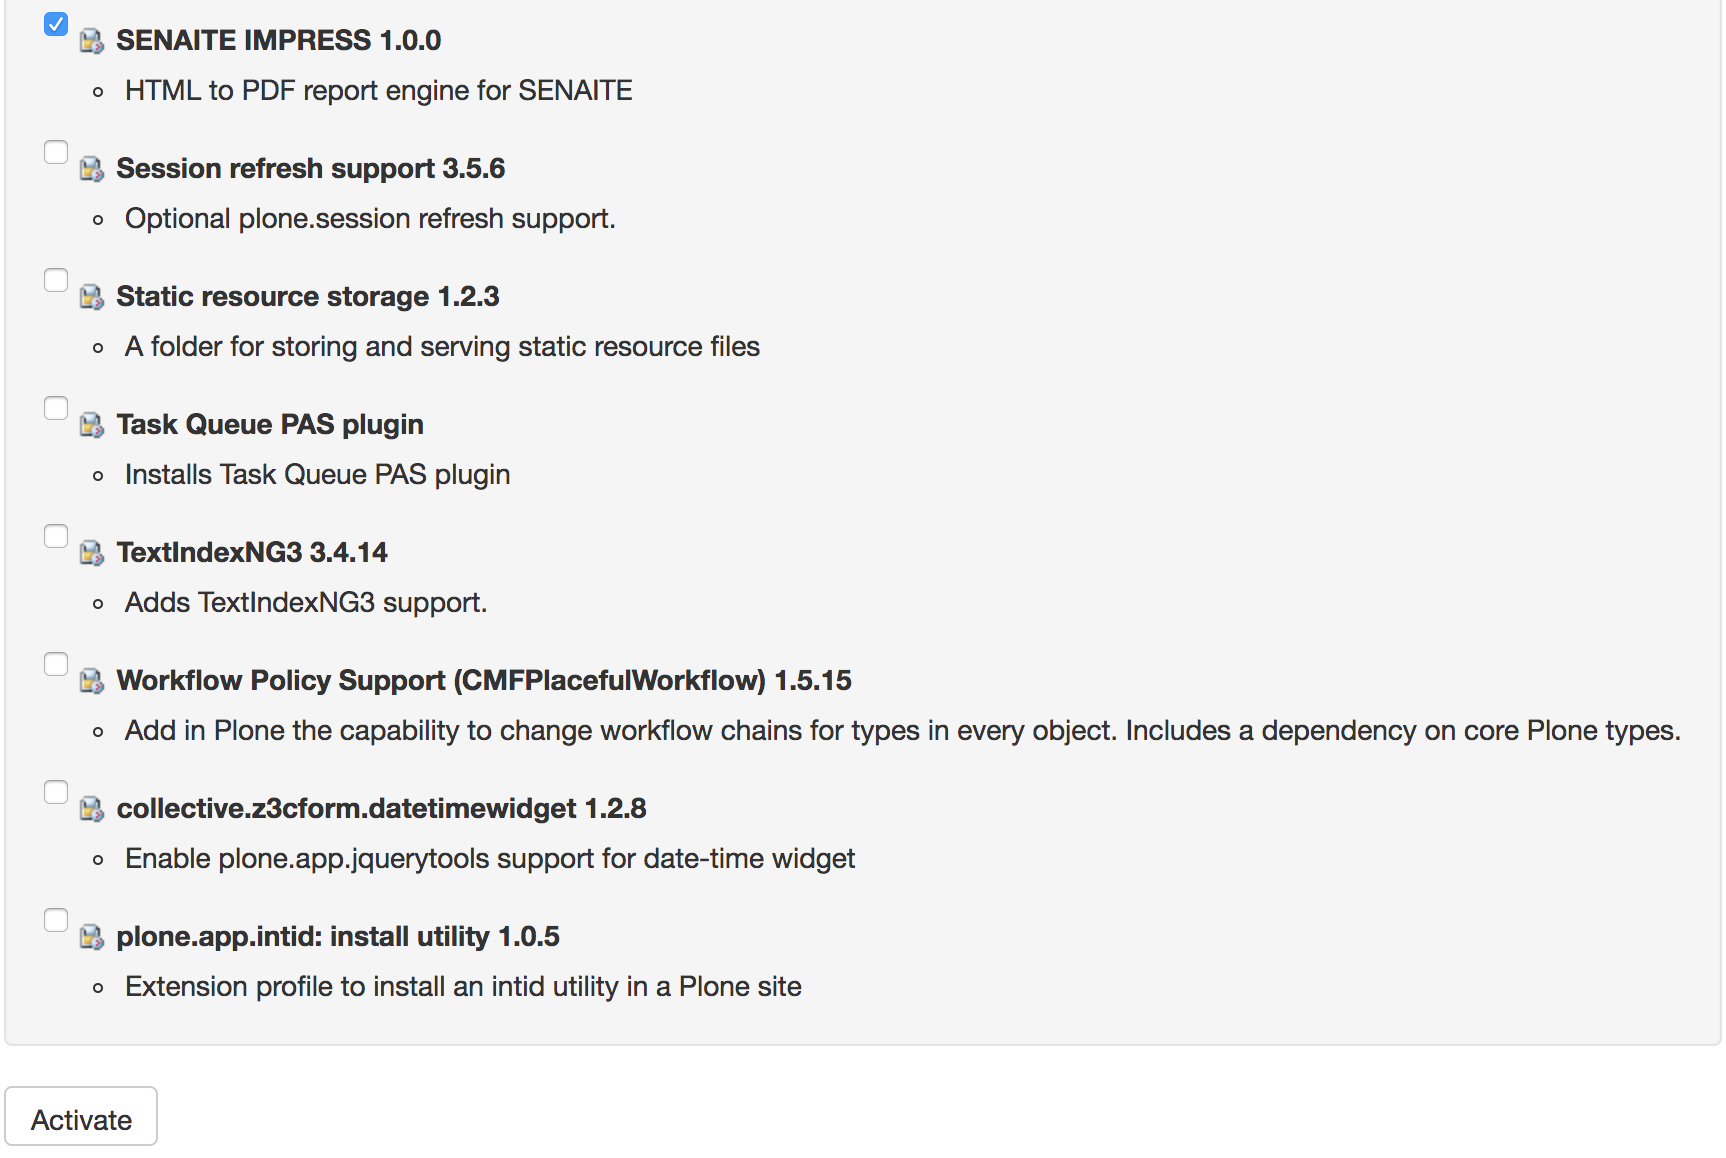 SENAITE IMPRESS 1.0.0
HTML to PDF report engine for SENAITE
Session refresh support 3.5.6
Optional plone.session refresh support.
Static resource storage 1.2.3
A folder for storing and serving static resource files
Task Queue PAS plugin
Installs Task Queue PAS plugin
TextIndexNG3 3.4.14
Adds TextIndexNG3 support.
Workflow Policy Support (CMFPlacefulWorkflow) 1.5.15
Add in Plone the capability to change workflow chains for types in every object. Includes a dependency on core Plone types.
collective.z3cform.datetimewidget 1.2.8
Enable plone.app.jquerytools support for date-time widget
plone.app.intid: install utility 1.0.5
Extension profile to install an intid utility in a Plone site
Activate